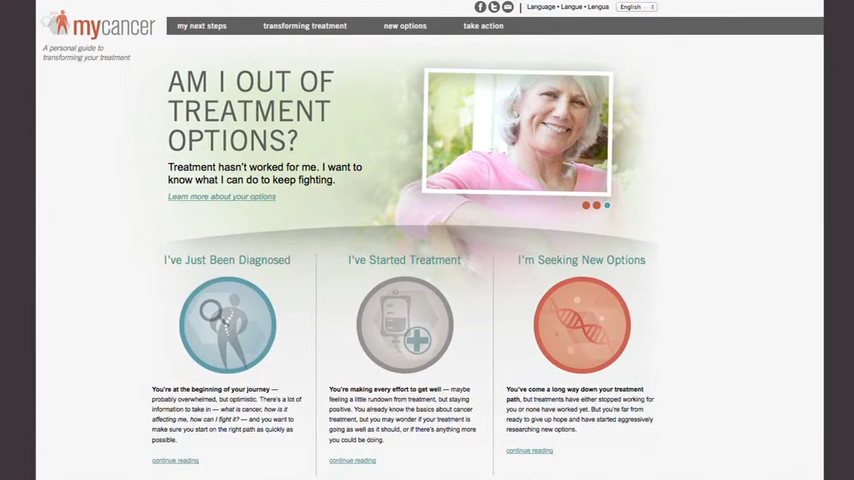 Language • Langue • Lengua
English
mycancer
my next steps
transforming treatment
new options
take action
A personal guide to
transforming your treatment
AM I OUT OF
TREATMENT
OPTIONS?
Treatment hasn't worked for me. I want to
know what I can do to keep fighting.
Learn more about your options
I've Just Been Diagnosed
You're at the beginning of your journey —
probably overwhelmed, but optimistic. There's a lot of
information to take in — what is cancer, how is it
affecting me, how can I fight it? — and you want to
make sure you start on the right path as quickly as
possible.
continue reading
I've Started Treatment
You're making every effort to get well — maybe
feeling a little rundown from treatment, but staying
positive. You already know the basics about cancer
treatment, but you may wonder if your treatment is
going as well as it should, or if there's anything more
you could be doing.
continue reading
I'm Seeking New Options
You've come a long way down your treatment
path, but treatments have either stopped working for
you or none have worked yet. But you're far from
ready to give up hope and have started aggressively
researching new options.
continue reading